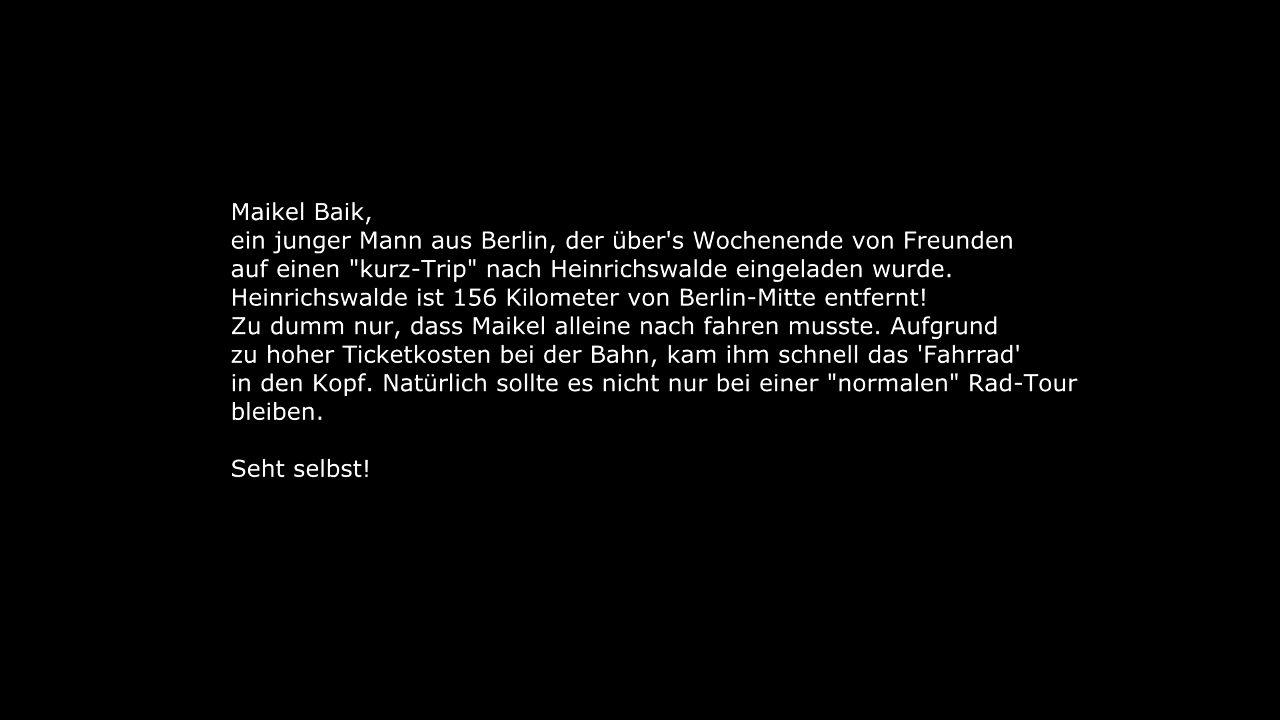 Maikel Baik,
ein junger Mann aus Berlin, der über's Wochenende von Freunden
auf einen "kurz-Trip" nach Heinrichswalde eingeladen wurde.
Heinrichswalde ist 156 Kilometer von Berlin-Mitte entfernt!
Zu dumm nur, dass Maikel alleine nach fahren musste. Aufgrund
zu hoher Ticketkosten bei der Bahn, kam ihm schnell das 'Fahrrad'
in den Kopf. Natürlich sollte es nicht nur bei einer "normalen" Rad-Tour
bleiben.
Seht selbst!